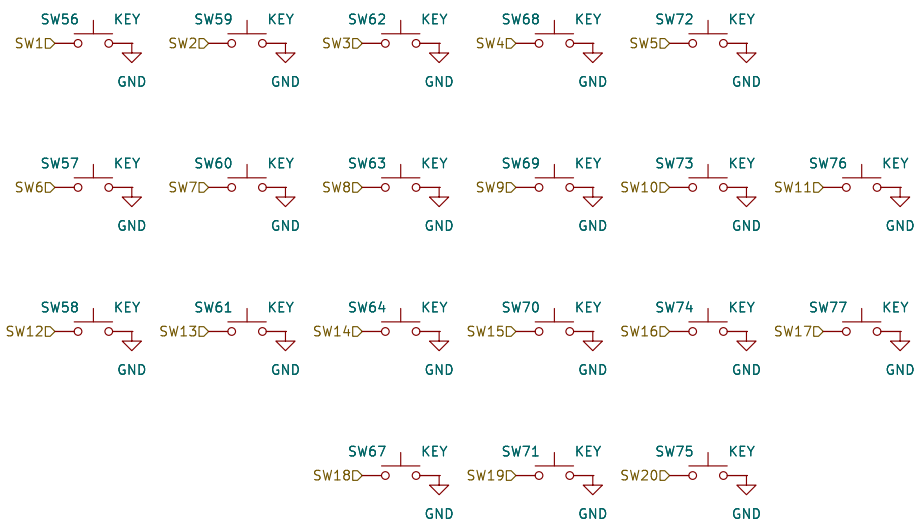 SW56 KEY SW59 KEY SW62 KEY SW68 KEY SW72 KEY
SW1 SW2 SW3 SW4 SW5
GND GND GND GND GND
SW57 KEY SW60 KEY SW63 KEY SW69 KEY SW73 KEY SW76 KEY
SW6 SW7 SW8 SW9 SW10 SW11
GND GND GND GND GND GND
SW58 KEY SW61 KEY SW64 KEY SW70 KEY SW74 KEY SW77 KEY
SW12 SW13 SW14 SW15 SW16 SW17
GND GND GND GND GND GND
SW67 KEY SW71 KEY SW75 KEY
SW18 SW19 SW20
GND GND GND